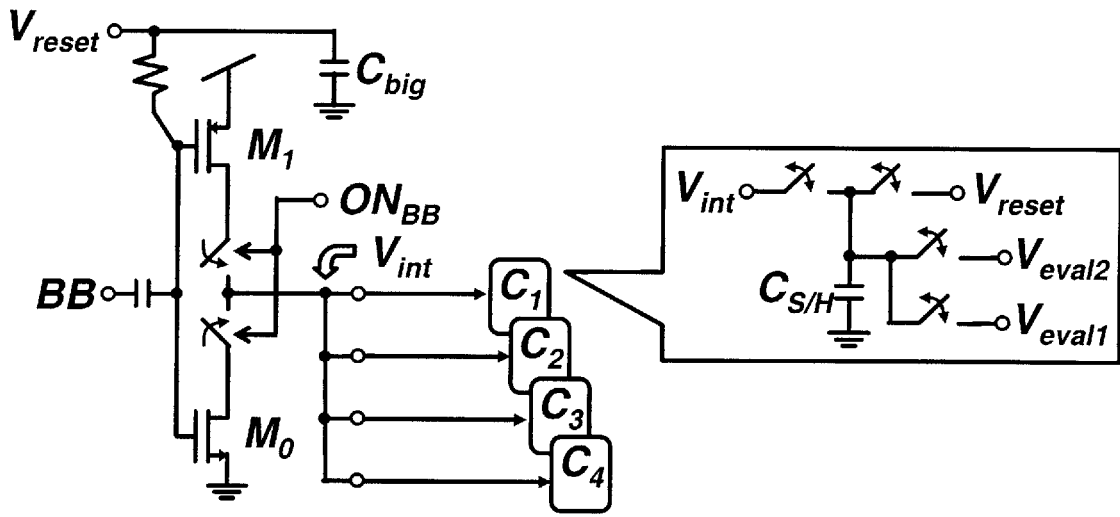 V_reset
C_big
M_1
ON_BB
V_int
BB
M_0
C_1
C_2
C_3
C_4
V_int
V_reset
C_S/H
V_eval2
V_eval1